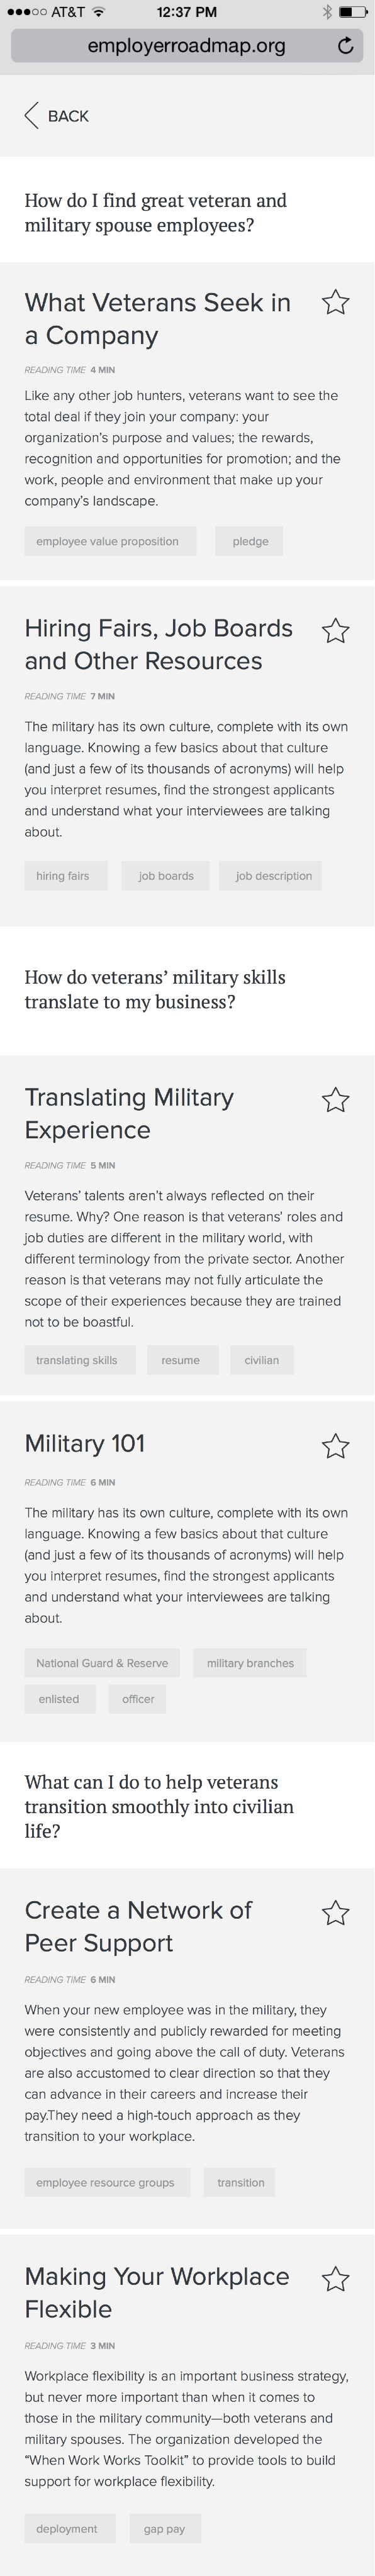 AT&T 12:37 PM
employerroadmap.org
BACK
How do I find great veteran and
military spouse employees?
What Veterans Seek in
a Company
READING TIME 4 MIN
Like any other job hunters, veterans want to see the
total deal if they join your company: your
organization’s purpose and values; the rewards,
recognition and opportunities for promotion; and the
work, people and environment that make up your
company’s landscape.
employee value proposition pledge
Hiring Fairs, Job Boards
and Other Resources
READING TIME 7 MIN
The military has its own culture, complete with its own
language. Knowing a few basics about that culture
(and just a few of its thousands of acronyms) will help
you interpret resumes, find the strongest applicants
and understand what your interviewees are talking
about.
hiring fairs job boards job description
How do veterans’ military skills
translate to my business?
Translating Military
Experience
READING TIME 5 MIN
Veterans’ talents aren’t always reflected on their
resume. Why? One reason is that veterans’ roles and
job duties are different in the military world, with
different terminology from the private sector. Another
reason is that veterans may not fully articulate the
scope of their experiences because they are trained
not to be boastful.
translating skills resume civilian
Military 101
READING TIME 6 MIN
The military has its own culture, complete with its own
language. Knowing a few basics about that culture
(and just a few of its thousands of acronyms) will help
you interpret resumes, find the strongest applicants
and understand what your interviewees are talking
about.
National Guard & Reserve military branches
enlisted officer
What can I do to help veterans
transition smoothly into civilian
life?
Create a Network of
Peer Support
READING TIME 6 MIN
When your new employee was in the military, they
were consistently and publicly rewarded for meeting
objectives and going above the call of duty. Veterans
are also accustomed to clear direction so that they
can advance in their careers and increase their
pay.They need a high-touch approach as they
transition to your workplace.
employee resource groups transition
Making Your Workplace
Flexible
READING TIME 3 MIN
Workplace flexibility is an important business strategy,
but never more important than when it comes to
those in the military community—both veterans and
military spouses. The organization developed the
“When Work Works Toolkit” to provide tools to build
support for workplace flexibility.
deployment gap pay